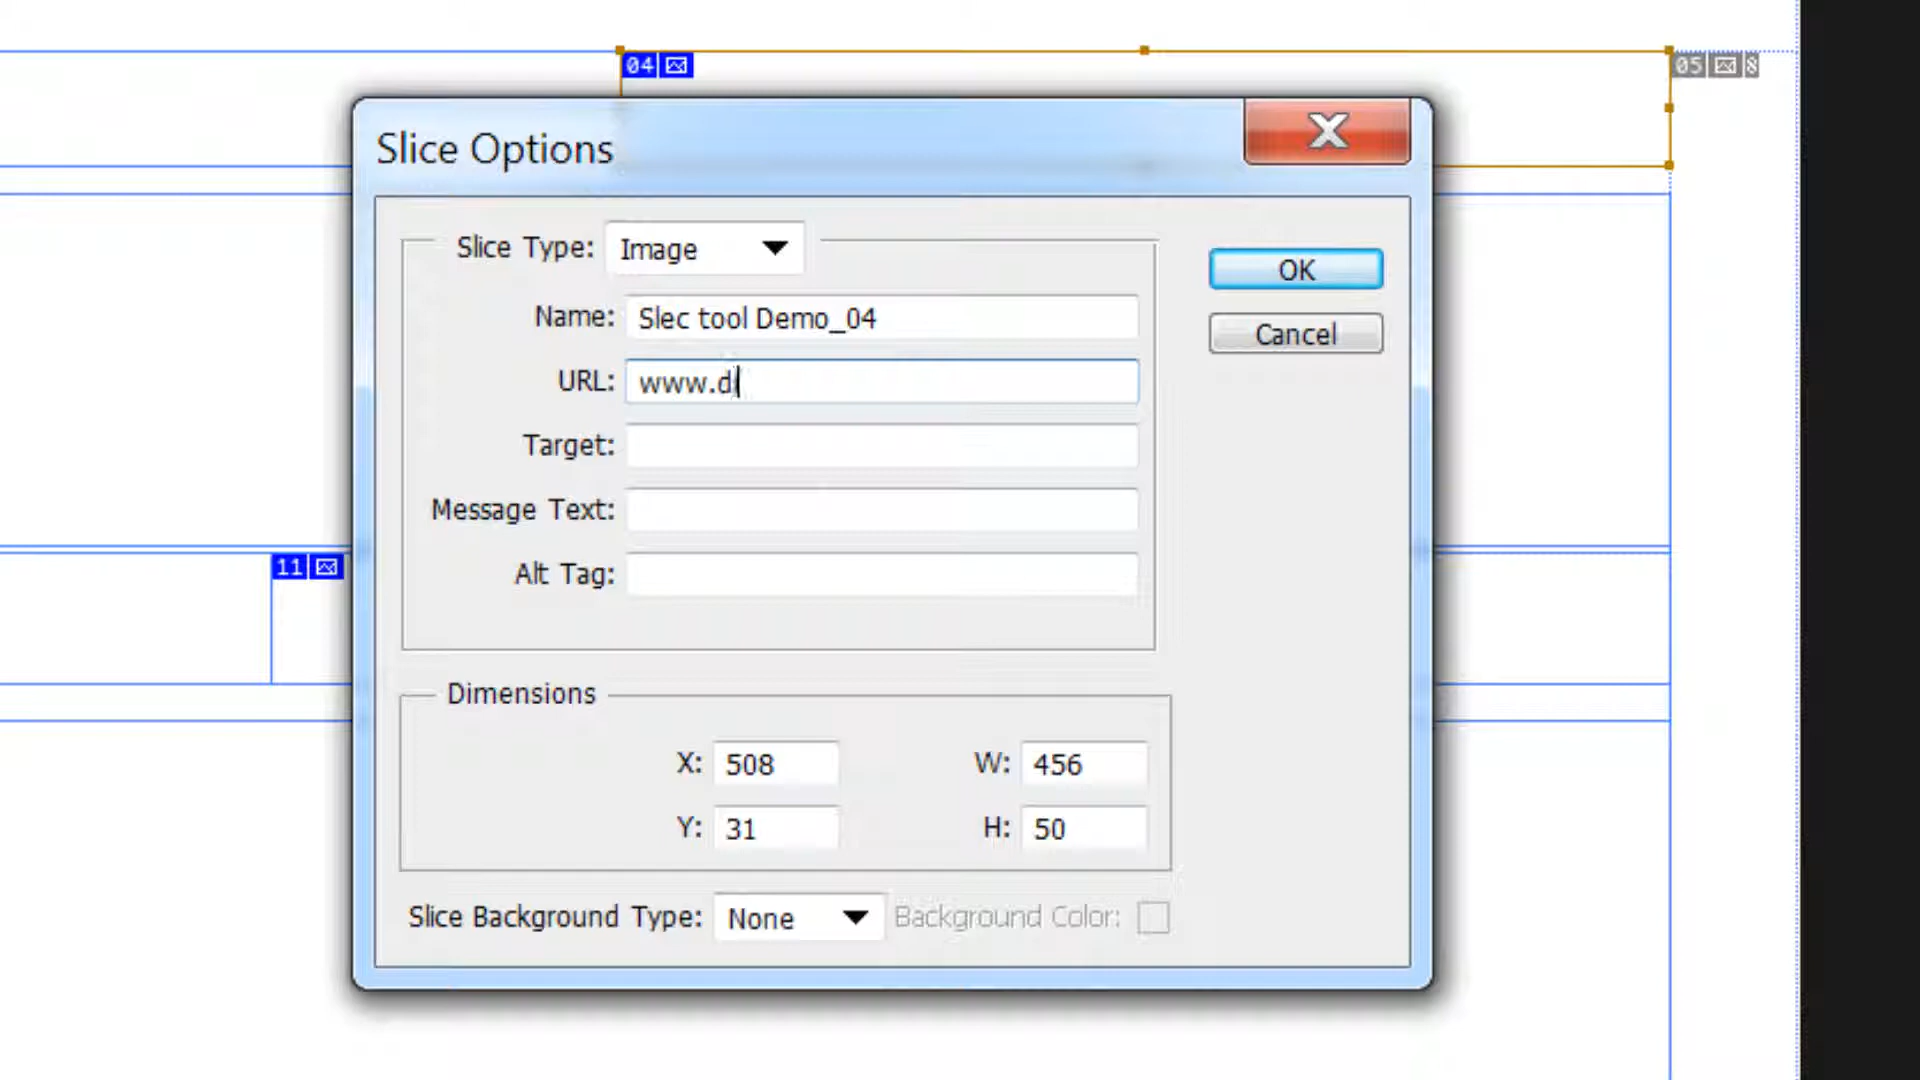 04
05
Slice Options
Slice Type: Image
OK
Name: Slec tool Demo_04
Cancel
URL: www.d
Target:
Message Text:
11
Alt Tag:
Dimensions
X: 508 W: 456
Y: 31 H: 50
Slice Background Type: None Background Color: